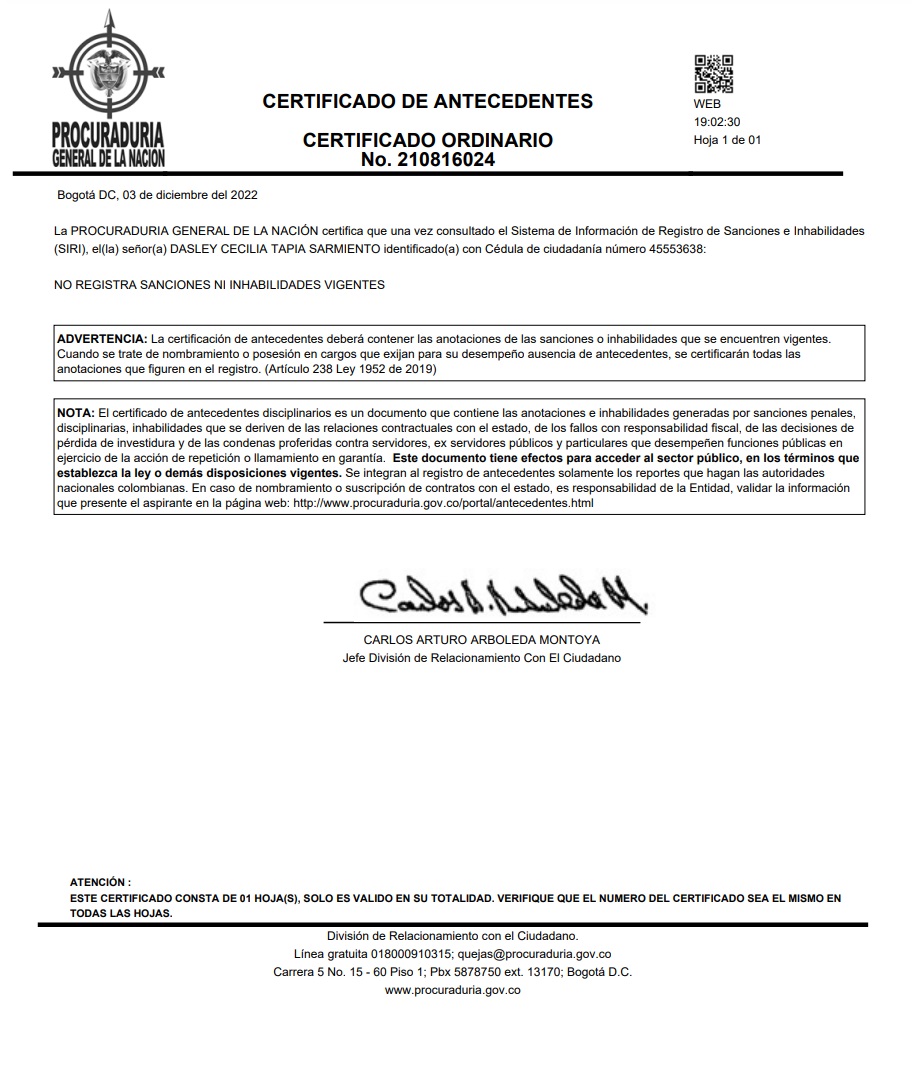 PROCURADURIA
GENERAL DE LA NACION
CERTIFICADO DE ANTECEDENTES
CERTIFICADO ORDINARIO
No. 210816024
WEB
19:02:30
Hoja 1 de 01
Bogotá DC, 03 de diciembre del 2022
La PROCURADURIA GENERAL DE LA NACIÓN certifica que una vez consultado el Sistema de Información de Registro de Sanciones e Inhabilidades
(SIRI), el(la) señor(a) DASLEY CECILIA TAPIA SARMIENTO identificado(a) con Cédula de ciudadanía número 45553638:
NO REGISTRA SANCIONES NI INHABILIDADES VIGENTES
ADVERTENCIA: La certificación de antecedentes deberá contener las anotaciones de las sanciones o inhabilidades que se encuentren vigentes.
Cuando se trate de nombramiento o posesión en cargos que exijan para su desempeño ausencia de antecedentes, se certificarán todas las
anotaciones que figuren en el registro. (Artículo 238 Ley 1952 de 2019)
NOTA: El certificado de antecedentes disciplinarios es un documento que contiene las anotaciones e inhabilidades generadas por sanciones penales,
disciplinarias, inhabilidades que se deriven de las relaciones contractuales con el estado, de los fallos con responsabilidad fiscal, de las decisiones de
pérdida de investidura y de las condenas proferidas contra servidores, ex servidores públicos y particulares que desempeñen funciones públicas en
ejercicio de la acción de repetición o llamamiento en garantía. Este documento tiene efectos para acceder al sector público, en los términos que
establezca la ley o demás disposiciones vigentes. Se integran al registro de antecedentes solamente los reportes que hagan las autoridades
nacionales colombianas. En caso de nombramiento o suscripción de contratos con el estado, es responsabilidad de la Entidad, validar la información
que presente el aspirante en la página web: http://www.procuraduria.gov.co/portal/antecedentes.html
Carlos A. Arboleda M.
CARLOS ARTURO ARBOLEDA MONTOYA
Jefe División de Relacionamiento Con El Ciudadano
ATENCIÓN :
ESTE CERTIFICADO CONSTA DE 01 HOJA(S), SOLO ES VALIDO EN SU TOTALIDAD. VERIFIQUE QUE EL NUMERO DEL CERTIFICADO SEA EL MISMO EN
TODAS LAS HOJAS.
División de Relacionamiento con el Ciudadano.
Línea gratuita 018000910315; quejas@procuraduria.gov.co
Carrera 5 No. 15 - 60 Piso 1; Pbx 5878750 ext. 13170; Bogotá D.C.
www.procuraduria.gov.co